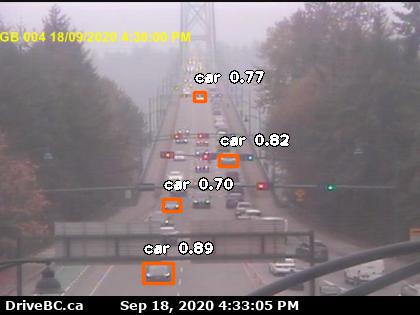 GB 004 18/09/2020 4:30:00 PM
car 0.77
car 0.82
car 0.70
car 0.89
DriveBC.ca Sep 18, 2020 4:33:05 PM